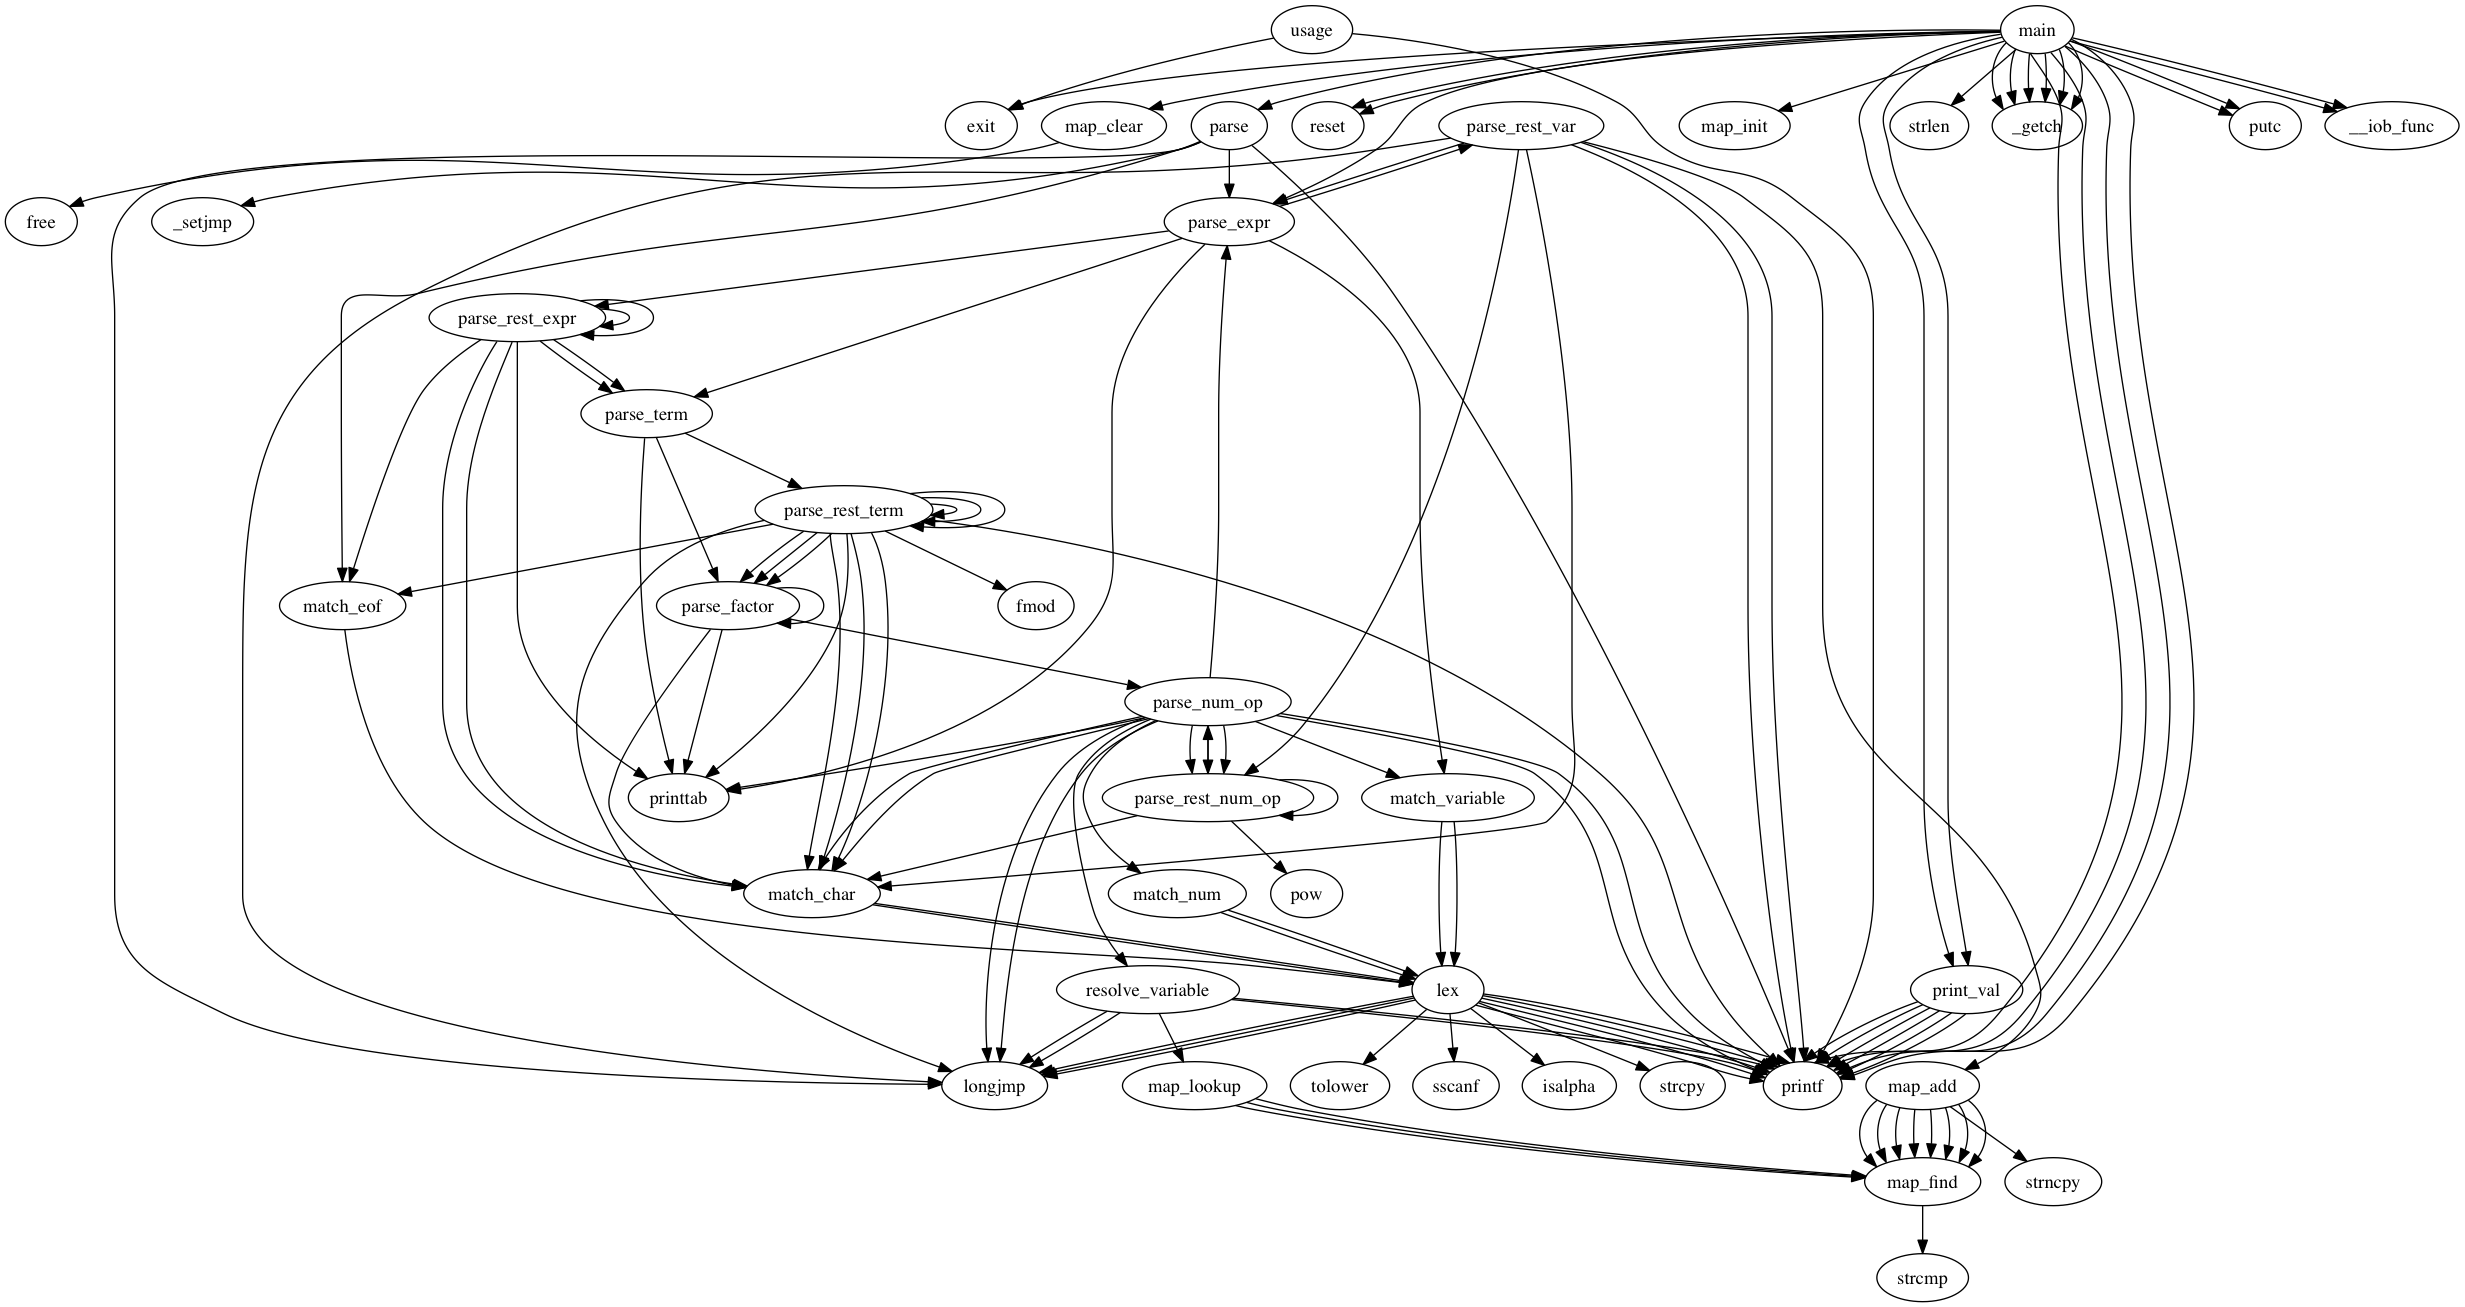 usage
main
exit
map_clear
parse
reset
parse_rest_var
map_init
strlen
_getch
putc
__iob_func
free
_setjmp
parse_expr
parse_rest_expr
parse_term
parse_rest_term
match_eof
parse_factor
fmod
parse_num_op
printtab
parse_rest_num_op
match_variable
match_char
match_num
pow
resolve_variable
lex
print_val
longjmp
map_lookup
tolower
sscanf
isalpha
strcpy
printf
map_add
map_find
strncpy
strcmp